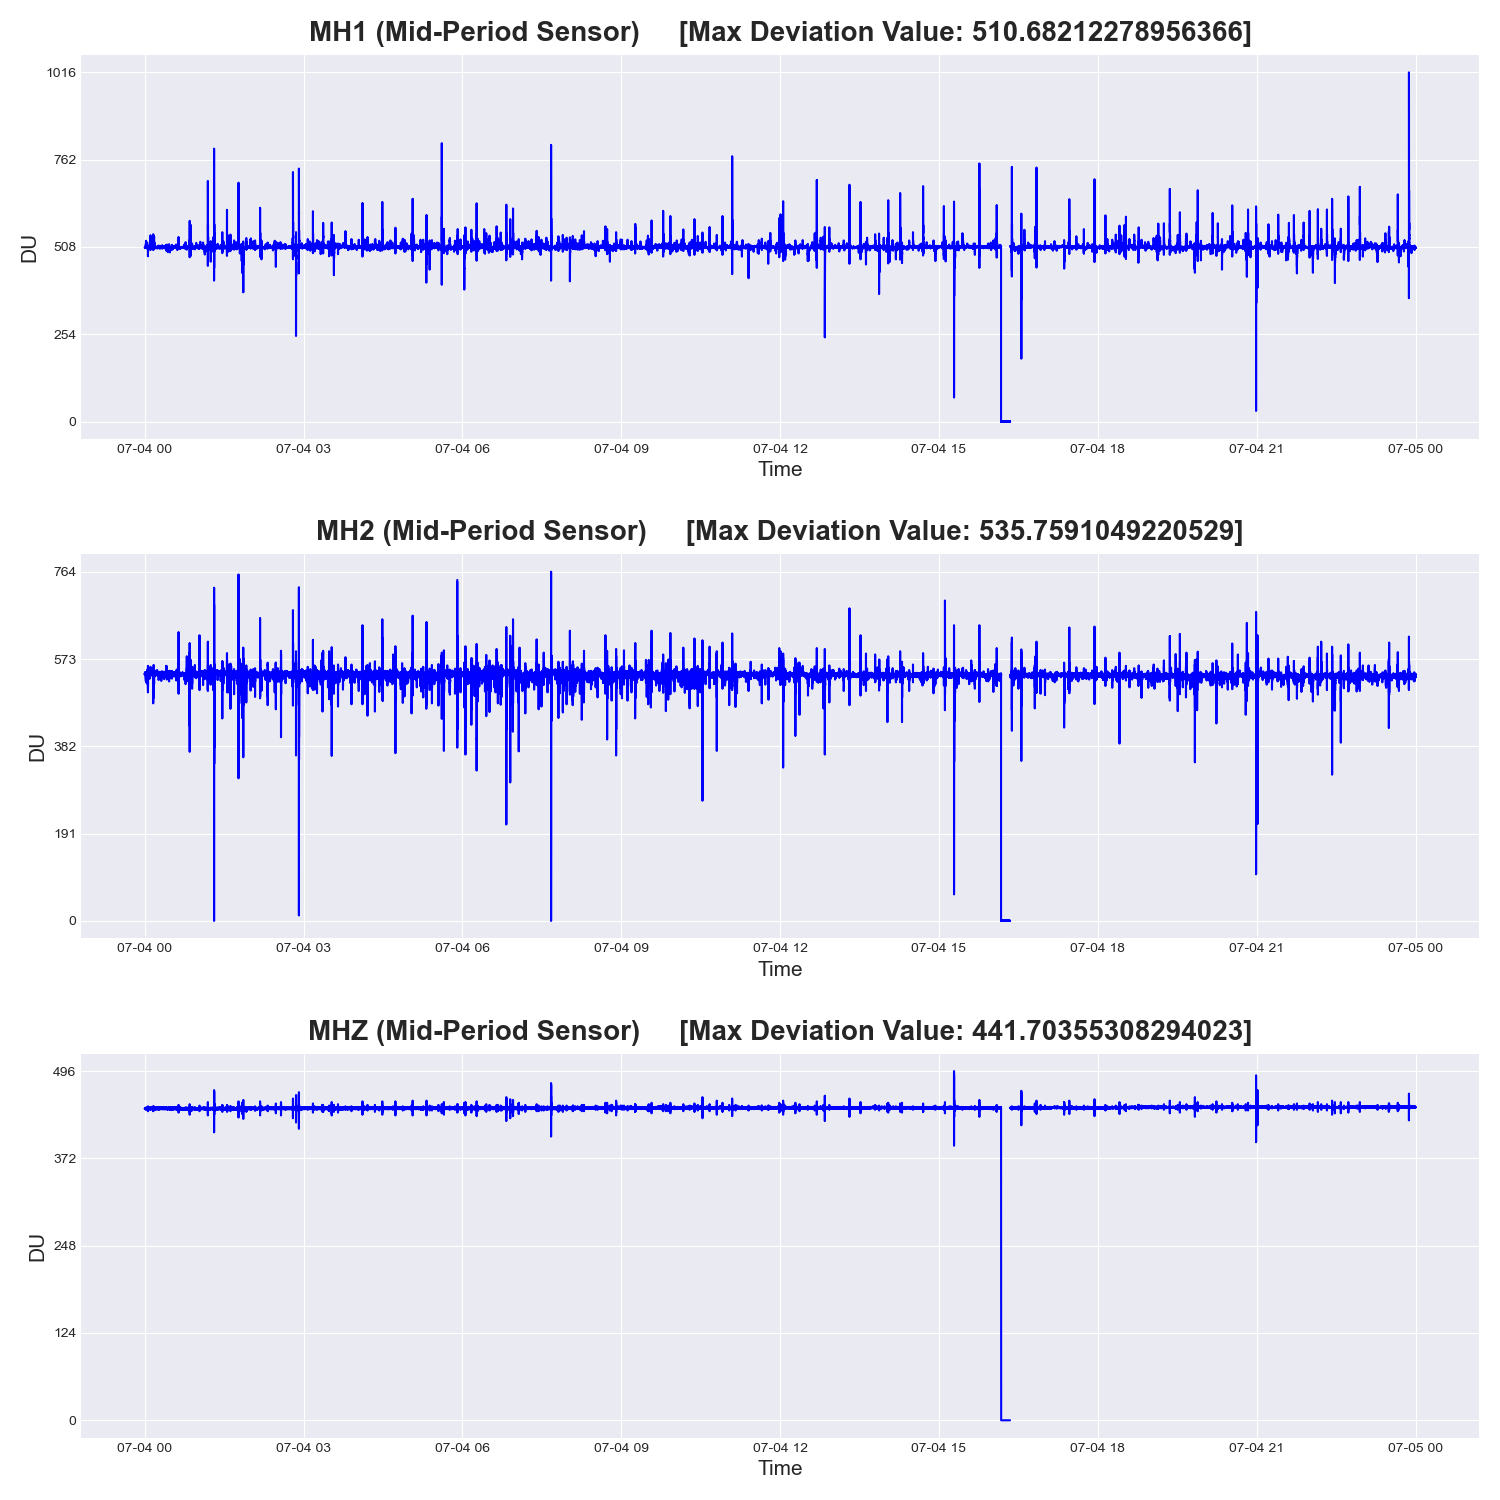 MH1 (Mid-Period Sensor) [Max Deviation Value: 510.68212278956366]
1016
762
508
254
0
DU
07-04 00 07-04 03 07-04 06 07-04 09 07-04 12 07-04 15 07-04 18 07-04 21 07-05 00
Time
MH2 (Mid-Period Sensor) [Max Deviation Value: 535.7591049220529]
764
573
382
191
0
DU
07-04 00 07-04 03 07-04 06 07-04 09 07-04 12 07-04 15 07-04 18 07-04 21 07-05 00
Time
MHZ (Mid-Period Sensor) [Max Deviation Value: 441.70355308294023]
496
372
248
124
0
DU
07-04 00 07-04 03 07-04 06 07-04 09 07-04 12 07-04 15 07-04 18 07-04 21 07-05 00
Time